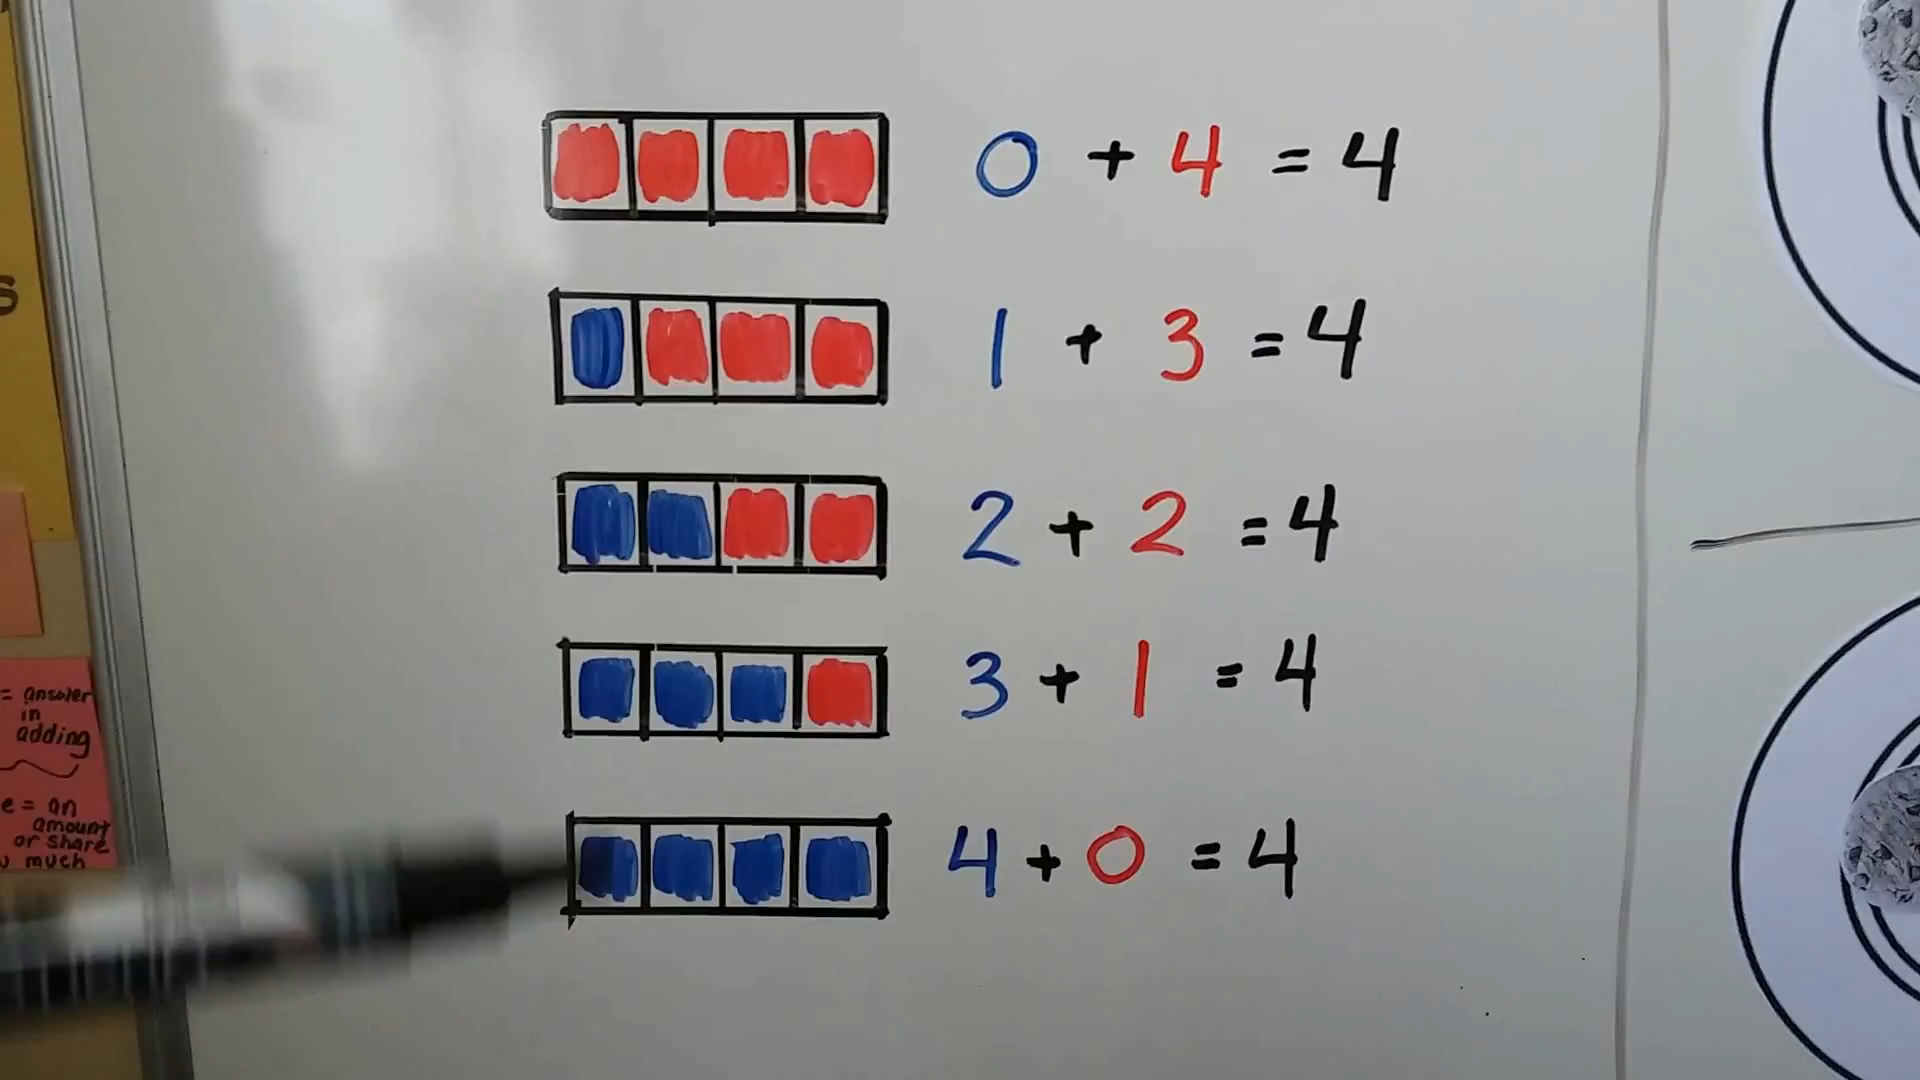 0 + 4 = 4
1 + 3 = 4
2 + 2 = 4
3 + 1 = 4
4 + 0 = 4
S
= answer
in
adding
e = an
amount
or share
much